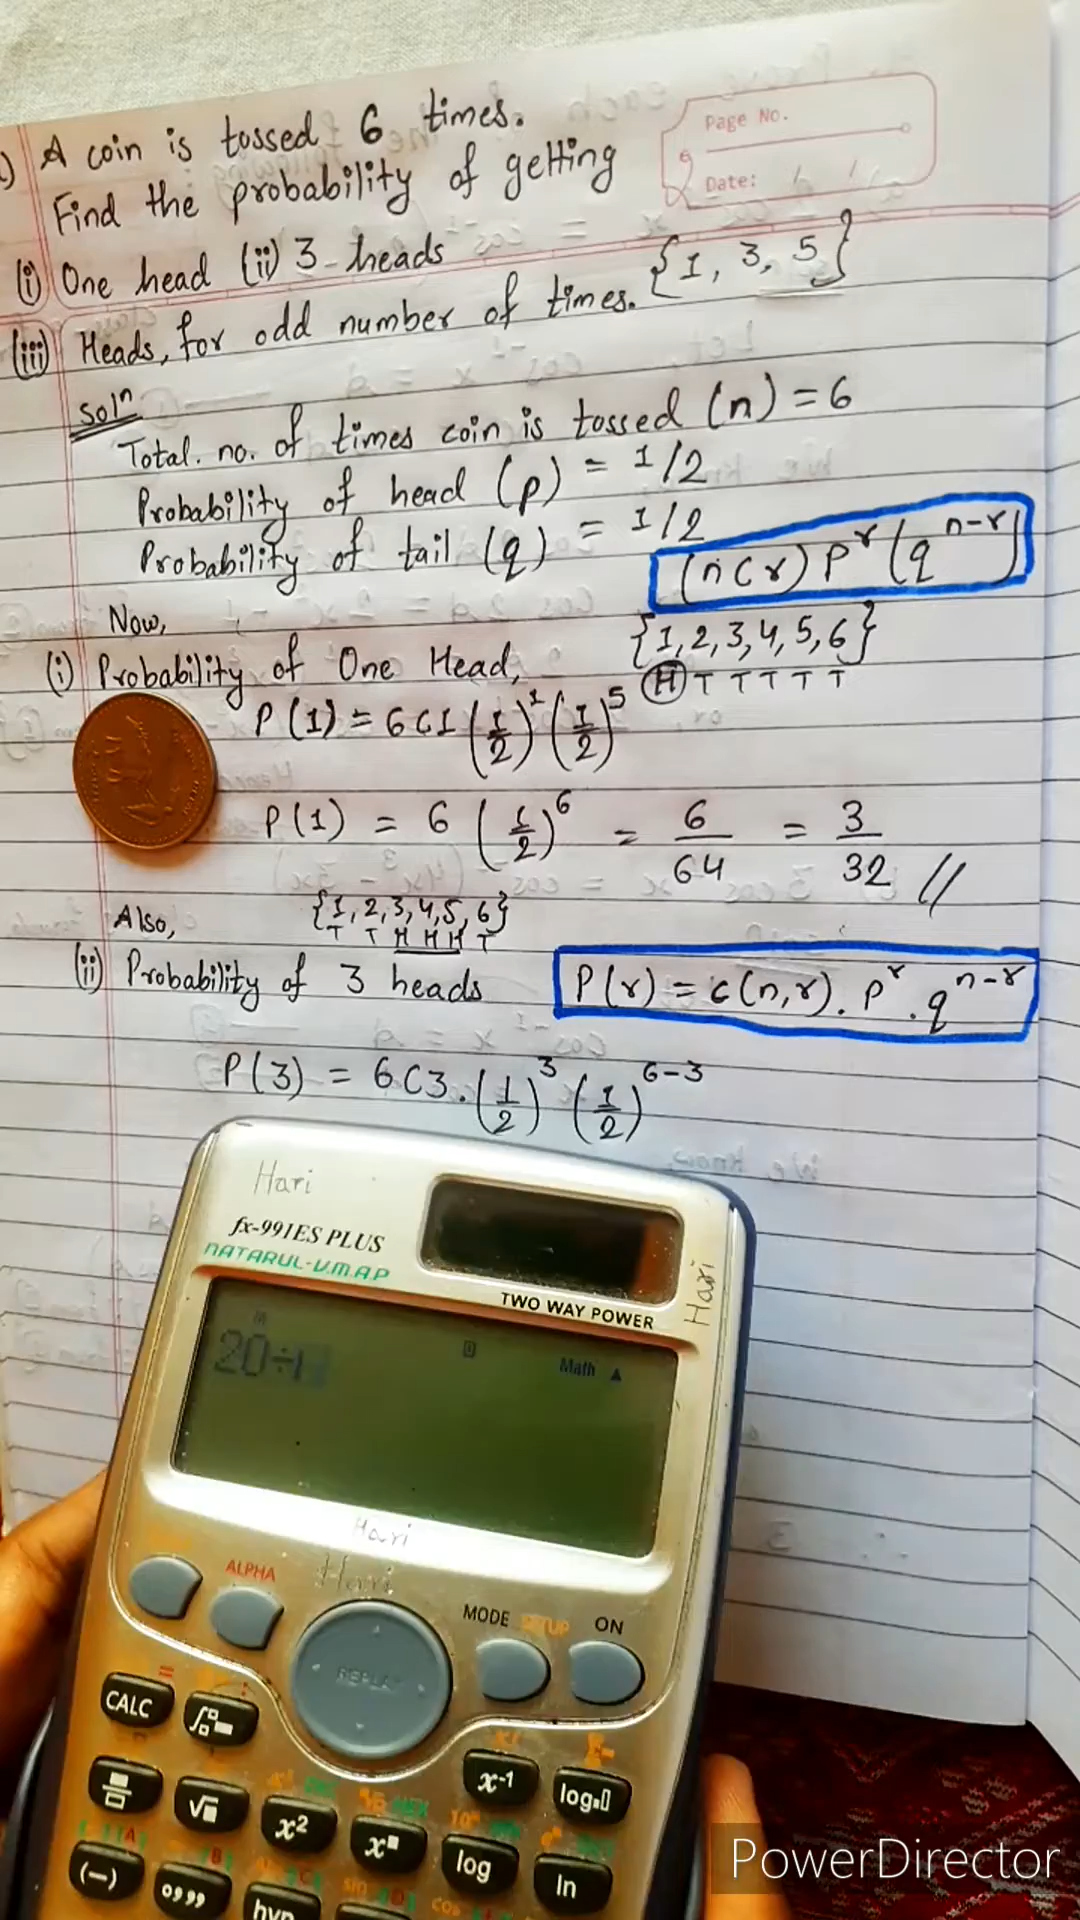 A coin is tossed 6 times.
Find the probability of getting
Page No.
Date:
(i) One head (ii) 3 heads
(iii) Heads, for odd number of times. {1, 3, 5}
Solⁿ
Total. no. of times coin is tossed (n) = 6
Probability of head (p) = 1/2
Probability of tail (q) = 1/2
(nCr) p^r (q^n-r)
Now,
{1,2,3,4,5,6}
H T T T T T
(i) Probability of One Head,
P(1) = 6C1 (1/2)^1 (1/2)^5
P(1) = 6 (1/2)^6 = 6/64 = 3/32 //
Also,
{1,2,3,4,5,6}
T T H H H T
(ii) Probability of 3 heads
P(r) = c(n,r). p^r . q^n-r
P(3) = 6C3 . (1/2)^3 (1/2)^6-3
Hari
fx-991ES PLUS
NATARUL-V.M.A.P
TWO WAY POWER
Hari
Math ▲
20÷
Hari
Hari
ALPHA
MODE SETUP ON
REPLAY
CALC
x⁻¹
log
√
x²
x^■
log
ln
(−)
hyp
PowerDirector